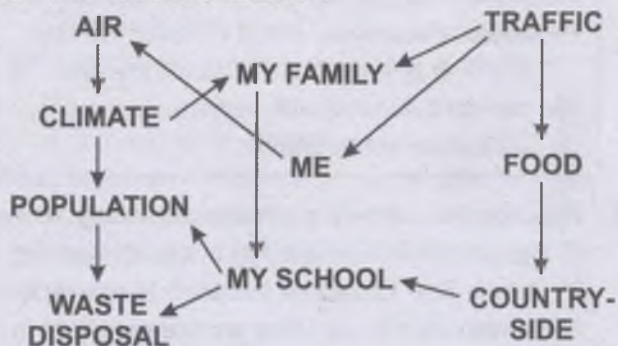 AIR
TRAFFIC
MY FAMILY
CLIMATE
ME
FOOD
POPULATION
MY SCHOOL
WASTE
DISPOSAL
COUNTRY-
SIDE